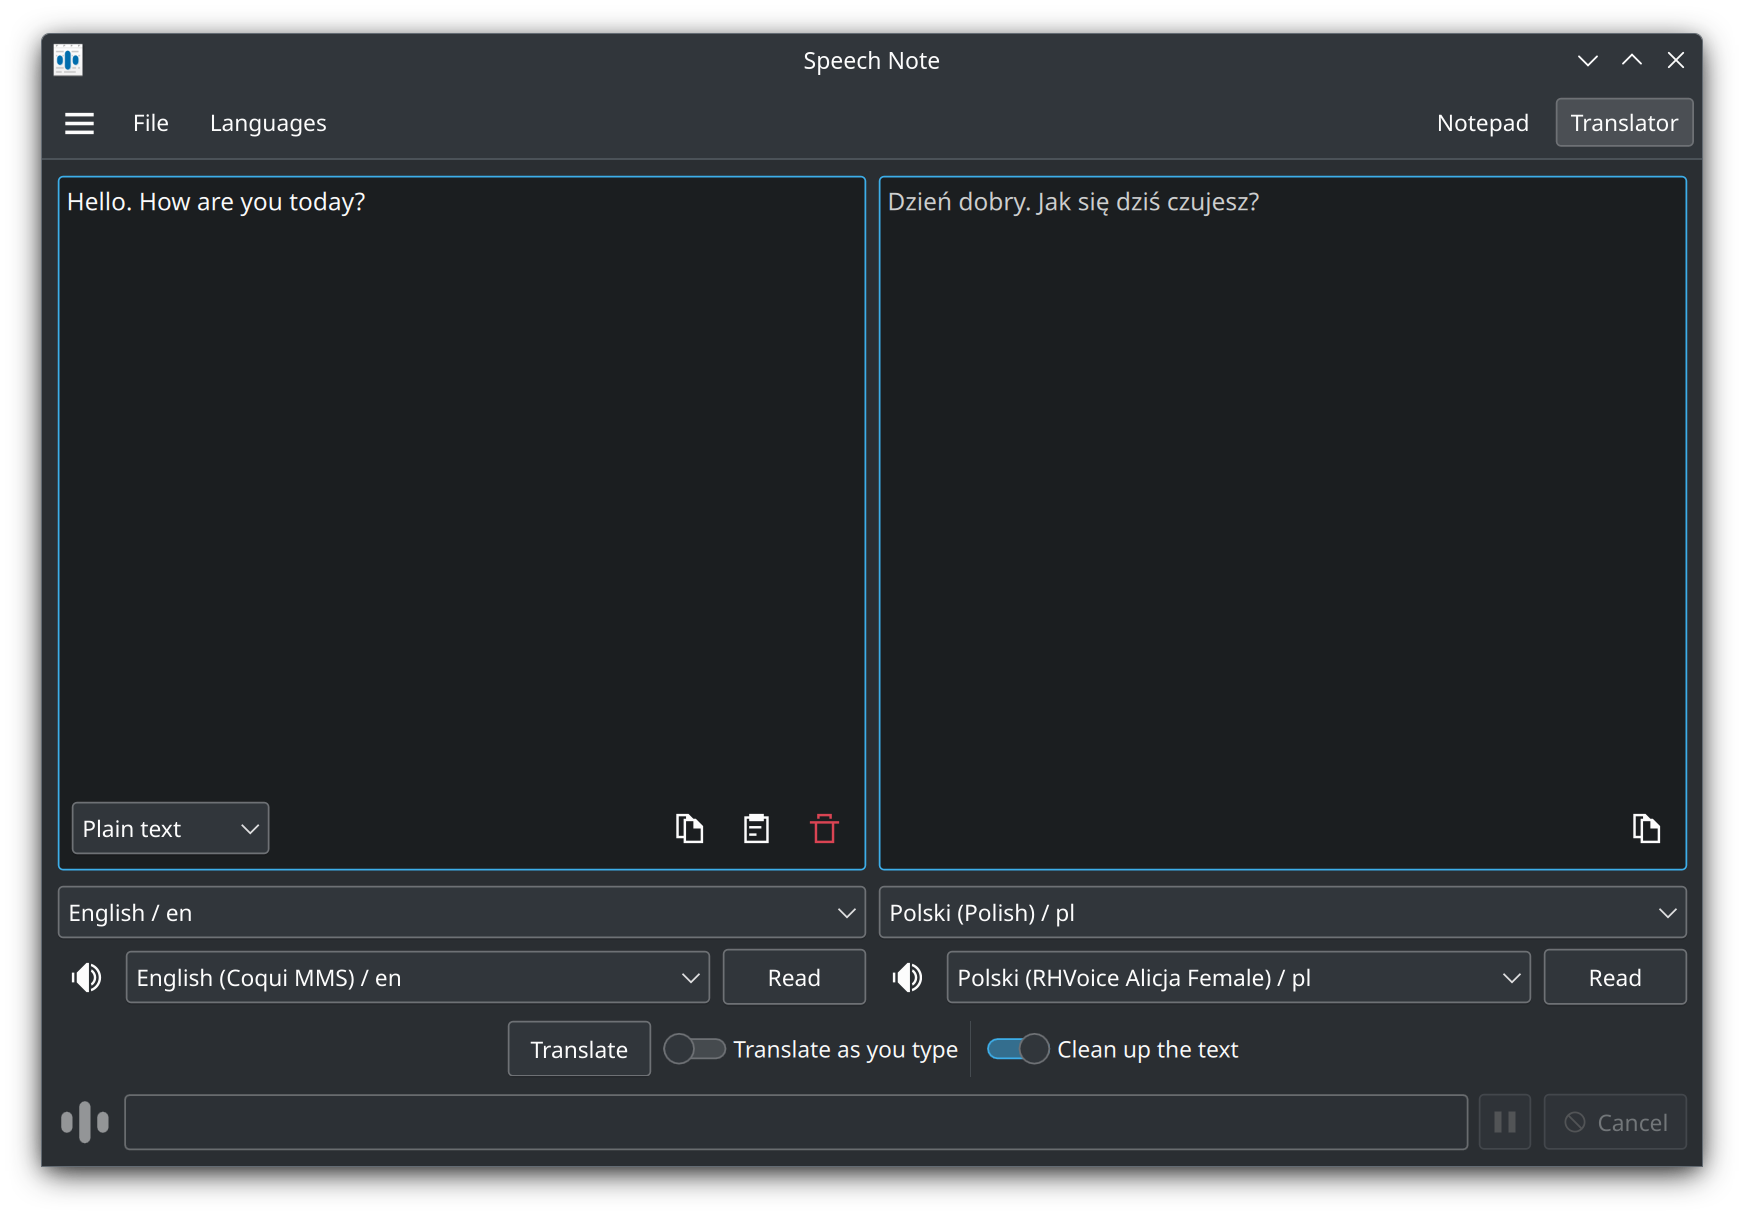 Speech Note
File Languages Notepad Translator
Hello. How are you today?
Dzień dobry. Jak się dziś czujesz?
Plain text
English / en
Polski (Polish) / pl
English (Coqui MMS) / en Read
Polski (RHVoice Alicja Female) / pl Read
Translate Translate as you type Clean up the text
Cancel